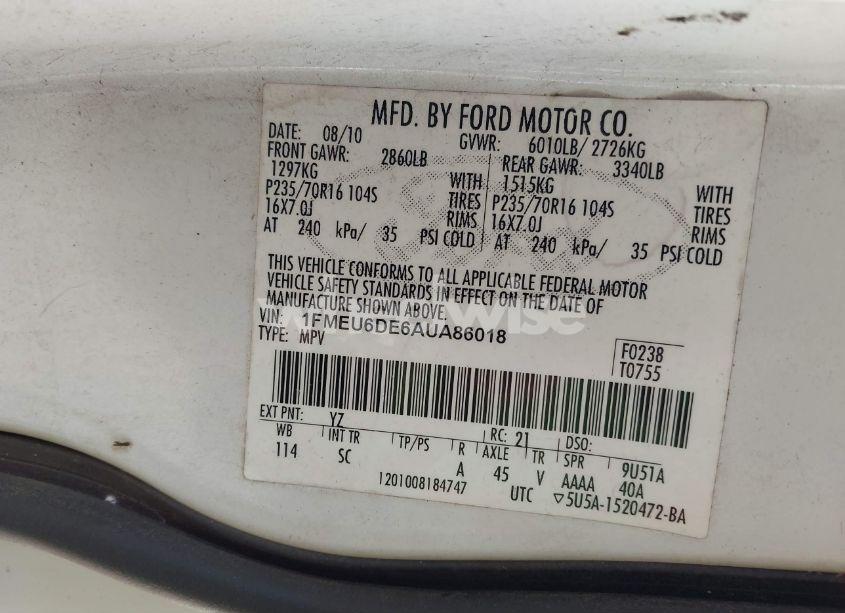 MFD. BY FORD MOTOR CO.
DATE: 08/10 GVWR: 6010LB/ 2726KG
FRONT GAWR: 2860LB REAR GAWR: 3340LB
1297KG WITH 1515KG WITH
P235/70R16 104S TIRES P235/70R16 104S TIRES
16X7.0J RIMS 16X7.0J RIMS
AT 240 kPa/ 35 PSI COLD AT 240 kPa/ 35 PSI COLD
THIS VEHICLE CONFORMS TO ALL APPLICABLE FEDERAL MOTOR
VEHICLE SAFETY STANDARDS IN EFFECT ON THE DATE OF
MANUFACTURE SHOWN ABOVE.
VIN: 1FMEU6DE6AUA86018
TYPE: MPV
F0238
T0755
EXT PNT: YZ RC: 21 DSO:
WB INT TR TP/PS R AXLE TR SPR 9U51A
114 SC A 45 V AAAA 40A
1201008184747 UTC ▽5U5A-1520472-BA